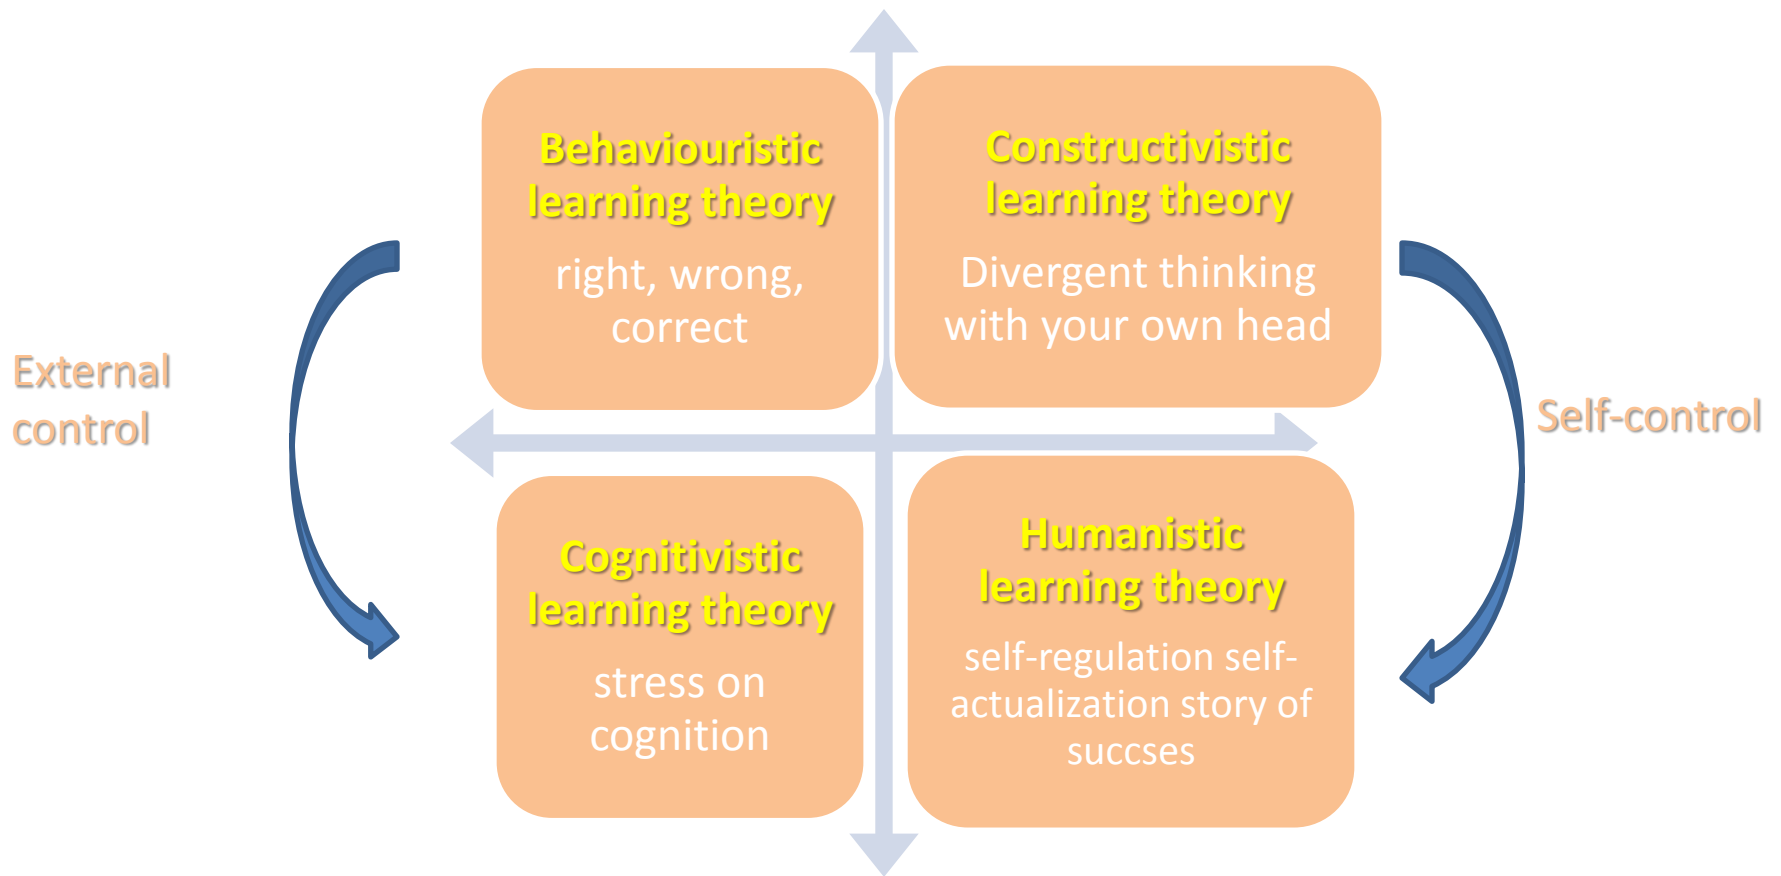 Behaviouristic
learning theory
right, wrong,
correct
Constructivistic
learning theory
Divergent thinking
with your own head
External
control
Self-control
Cognitivistic
learning theory
stress on
cognition
Humanistic
learning theory
self-regulation self-
actualization story of
succses